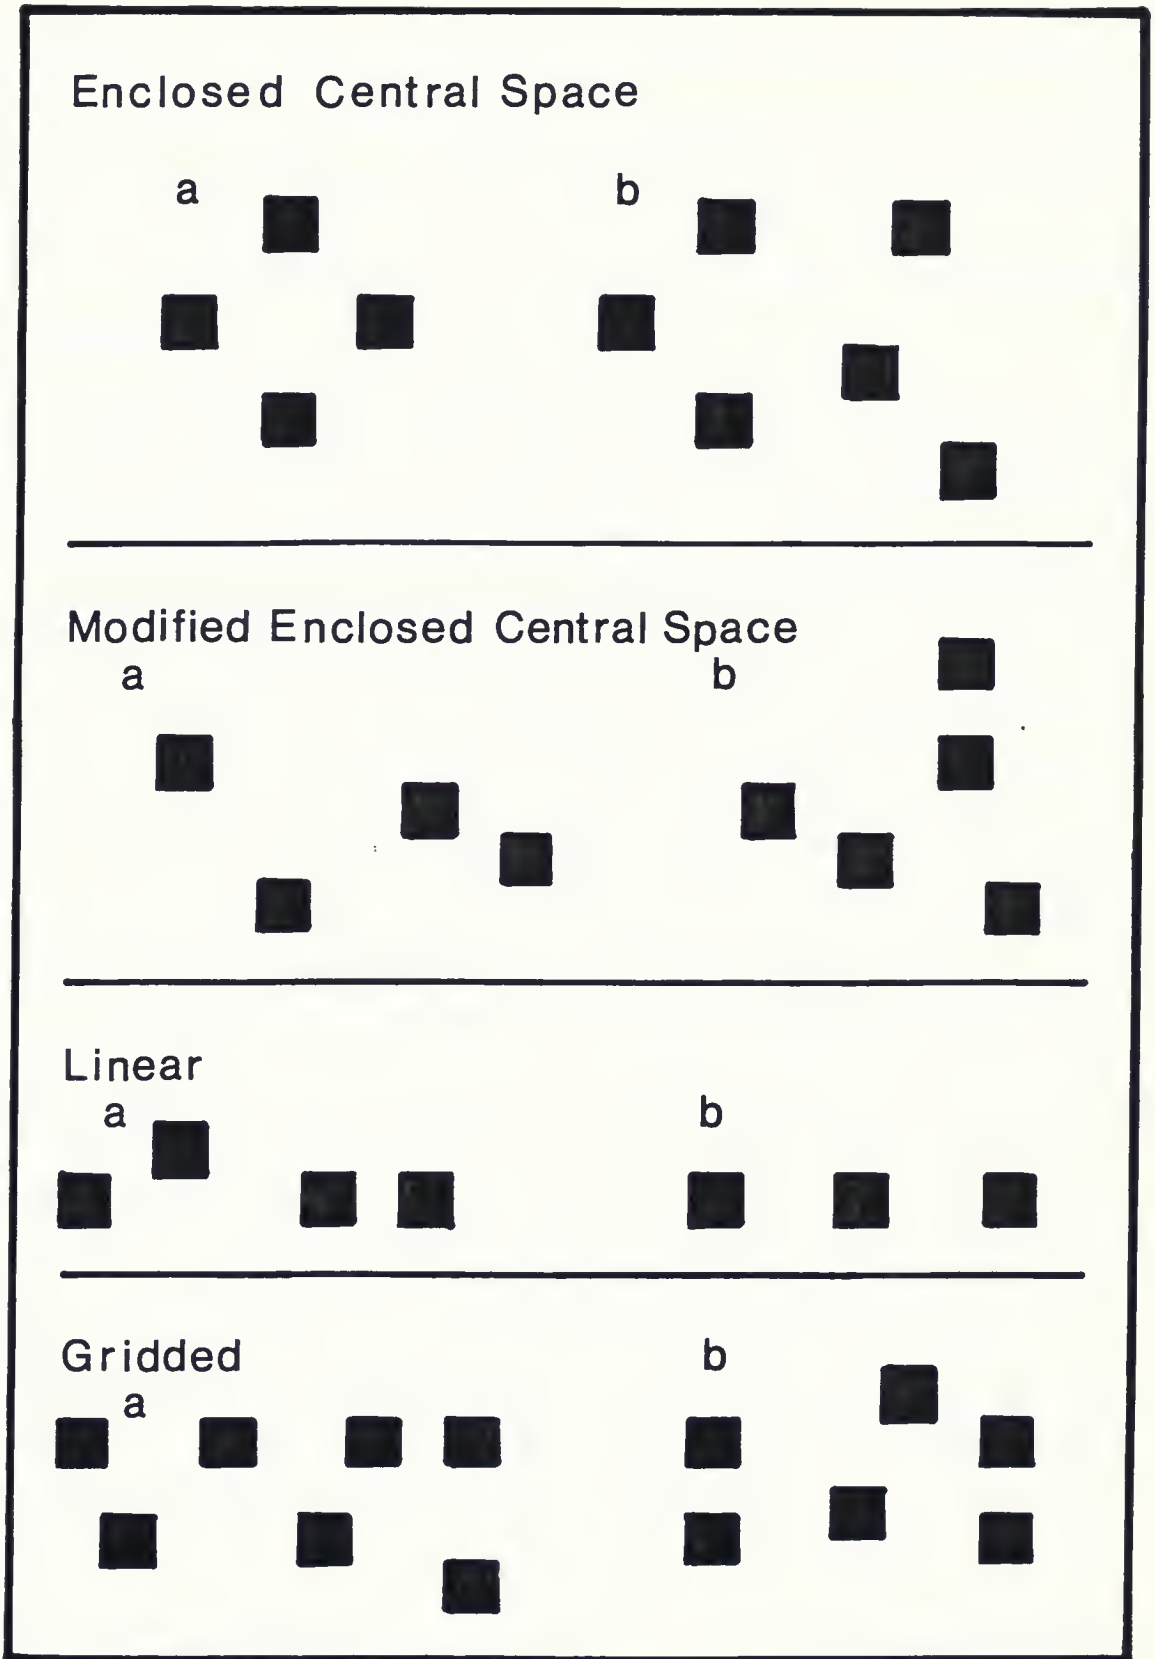 Enclosed Central Space
a b
Modified Enclosed Central Space
a b
Linear
a b
Gridded b
a